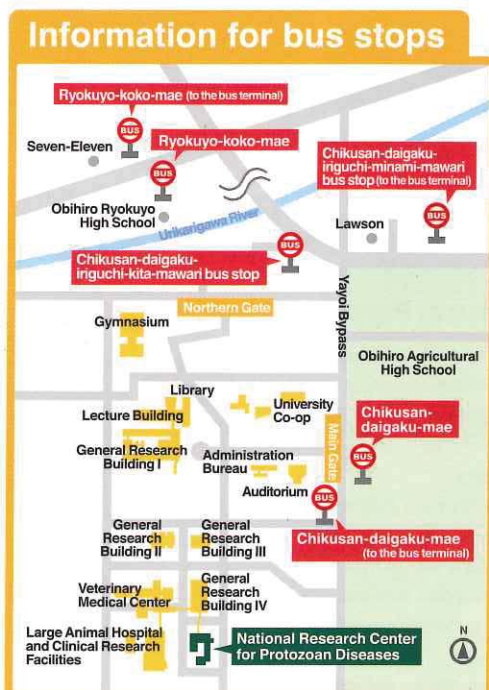 Information for bus stops
Ryokuyo-koko-mae (to the bus terminal)
BUS
Seven-Eleven
Ryokuyo-koko-mae
BUS
Chikusan-daigaku-
iriguchi-minami-mawari
bus stop (to the bus terminal)
BUS
Obihiro Ryokuyo
High School
Urikarigawa River
Lawson
BUS
Chikusan-daigaku-
iriguchi-kita-mawari bus stop
Northern Gate
Yayoi Bypass
Gymnasium
Obihiro Agricultural
High School
Library
Lecture Building
University
Co-op
Chikusan-
daigaku-mae
BUS
Main Gate
General Research
Building I
Administration
Bureau
Auditorium
BUS
Chikusan-daigaku-mae
(to the bus terminal)
General
Research
Building II
General
Research
Building III
Veterinary
Medical Center
General
Research
Building IV
Large Animal Hospital
and Clinical Research
Facilities
National Research Center
for Protozoan Diseases
N